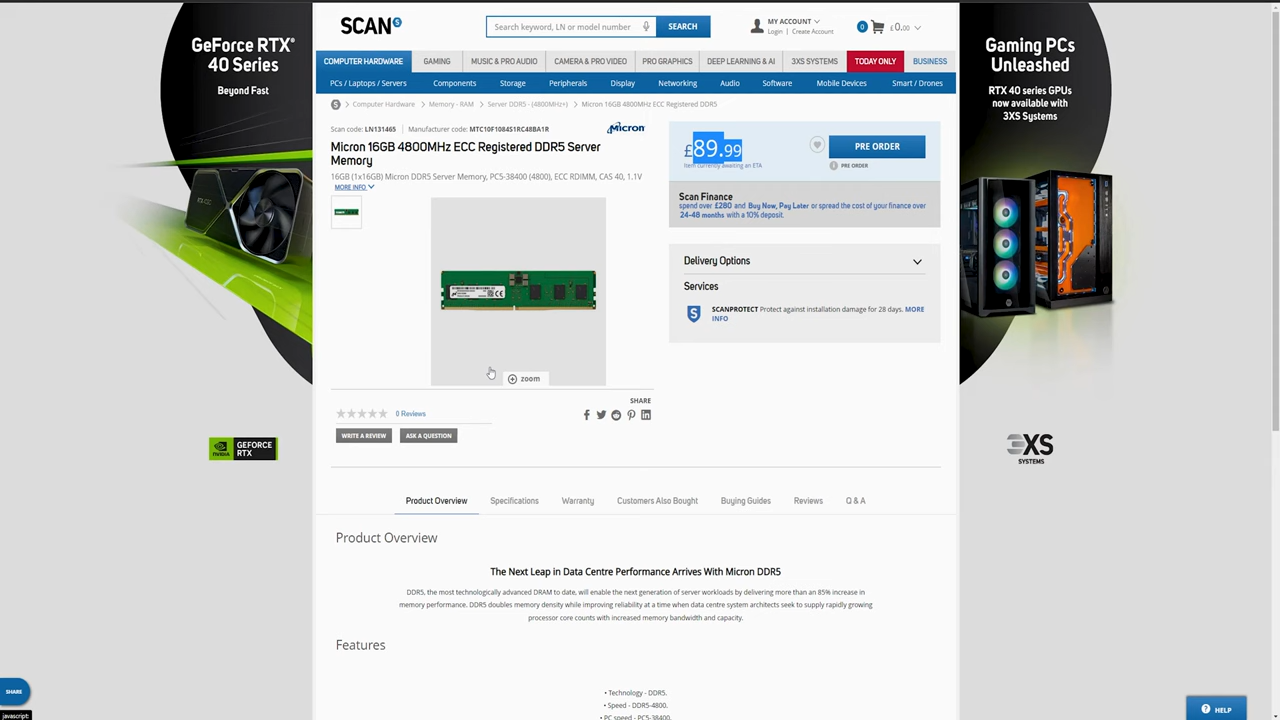 GeForce RTX®
40 Series
Beyond Fast
NVIDIA
GEFORCE
RTX
SCAN S
Search keyword, LN or model number
SEARCH
MY ACCOUNT
Login | Create Account
0
£0.00
COMPUTER HARDWARE
GAMING
MUSIC & PRO AUDIO
CAMERA & PRO VIDEO
PRO GRAPHICS
DEEP LEARNING & AI
3XS SYSTEMS
TODAY ONLY
BUSINESS
PCs / Laptops / Servers
Components
Storage
Peripherals
Display
Networking
Audio
Software
Mobile Devices
Smart / Drones
S > Computer Hardware > Memory - RAM > Server DDR5 - (4800MHz+) > Micron 16GB 4800MHz ECC Registered DDR5
Scan code: LN131465 | Manufacturer code: MTC10F1084S1RC48BA1R
Micron
Micron 16GB 4800MHz ECC Registered DDR5 Server
Memory
16GB (1x16GB) Micron DDR5 Server Memory, PC5-38400 (4800), ECC RDIMM, CAS 40, 1.1V
MORE INFO
zoom
SHARE
0 Reviews
WRITE A REVIEW
ASK A QUESTION
£89.99
Item currently awaiting an ETA
PRE ORDER
PRE ORDER
Scan Finance
spend over £280 and Buy Now, Pay Later or spread the cost of your finance over
24-48 months with a 10% deposit.
Delivery Options
Services
SCANPROTECT Protect against installation damage for 28 days. MORE
INFO
Product Overview
Specifications
Warranty
Customers Also Bought
Buying Guides
Reviews
Q & A
Product Overview
The Next Leap in Data Centre Performance Arrives With Micron DDR5
DDR5, the most technologically advanced DRAM to date, will enable the next generation of server workloads by delivering more than an 85% increase in
memory performance. DDR5 doubles memory density while improving reliability at a time when data centre system architects seek to supply rapidly growing
processor core counts with increased memory bandwidth and capacity.
Features
• Technology - DDR5.
• Speed - DDR5-4800.
• PC speed - PC5-38400.
Gaming PCs
Unleashed
RTX 40 series GPUs
now available with
3XS Systems
3XS
SYSTEMS
SHARE
javascript:
HELP